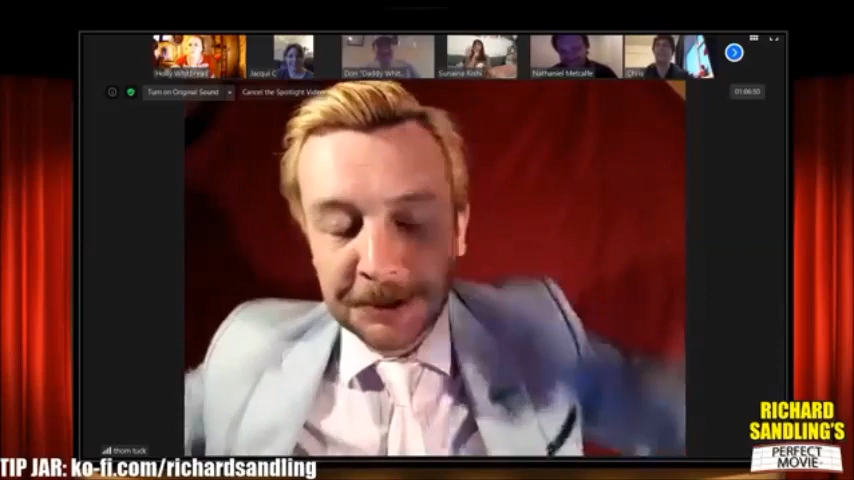 Holly Whitbread
Jacqui C
Don "Daddy Whit...
Sunaina Kishi
Nathaniel Metcalfe
Chris
Turn on Original Sound
Cancel the Spotlight Video
01:06:50
thom tuck
TIP JAR: ko-fi.com/richardsandling
RICHARD
SANDLING'S
PERFECT
MOVIE